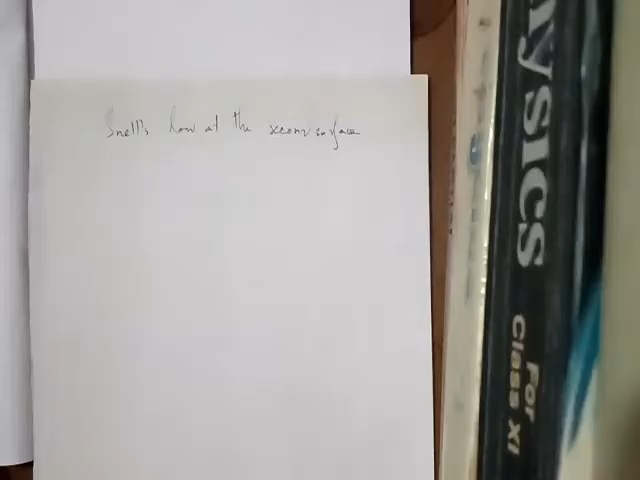 Snell's law at the second surface
YSICS
For
Class XI